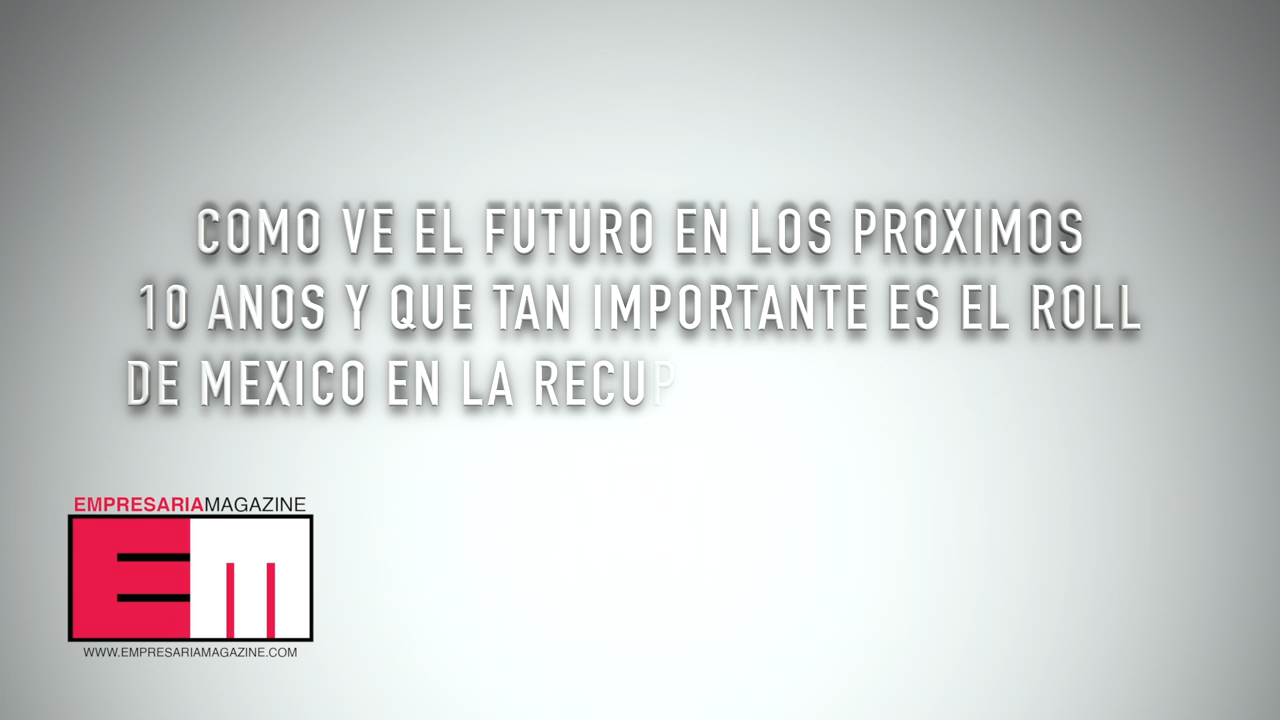 COMO VE EL FUTURO EN LOS PROXIMOS
10 ANOS Y QUE TAN IMPORTANTE ES EL ROLL
DE MEXICO EN LA RECUP
EMPRESARIAMAGAZINE
Em
WWW.EMPRESARIAMAGAZINE.COM